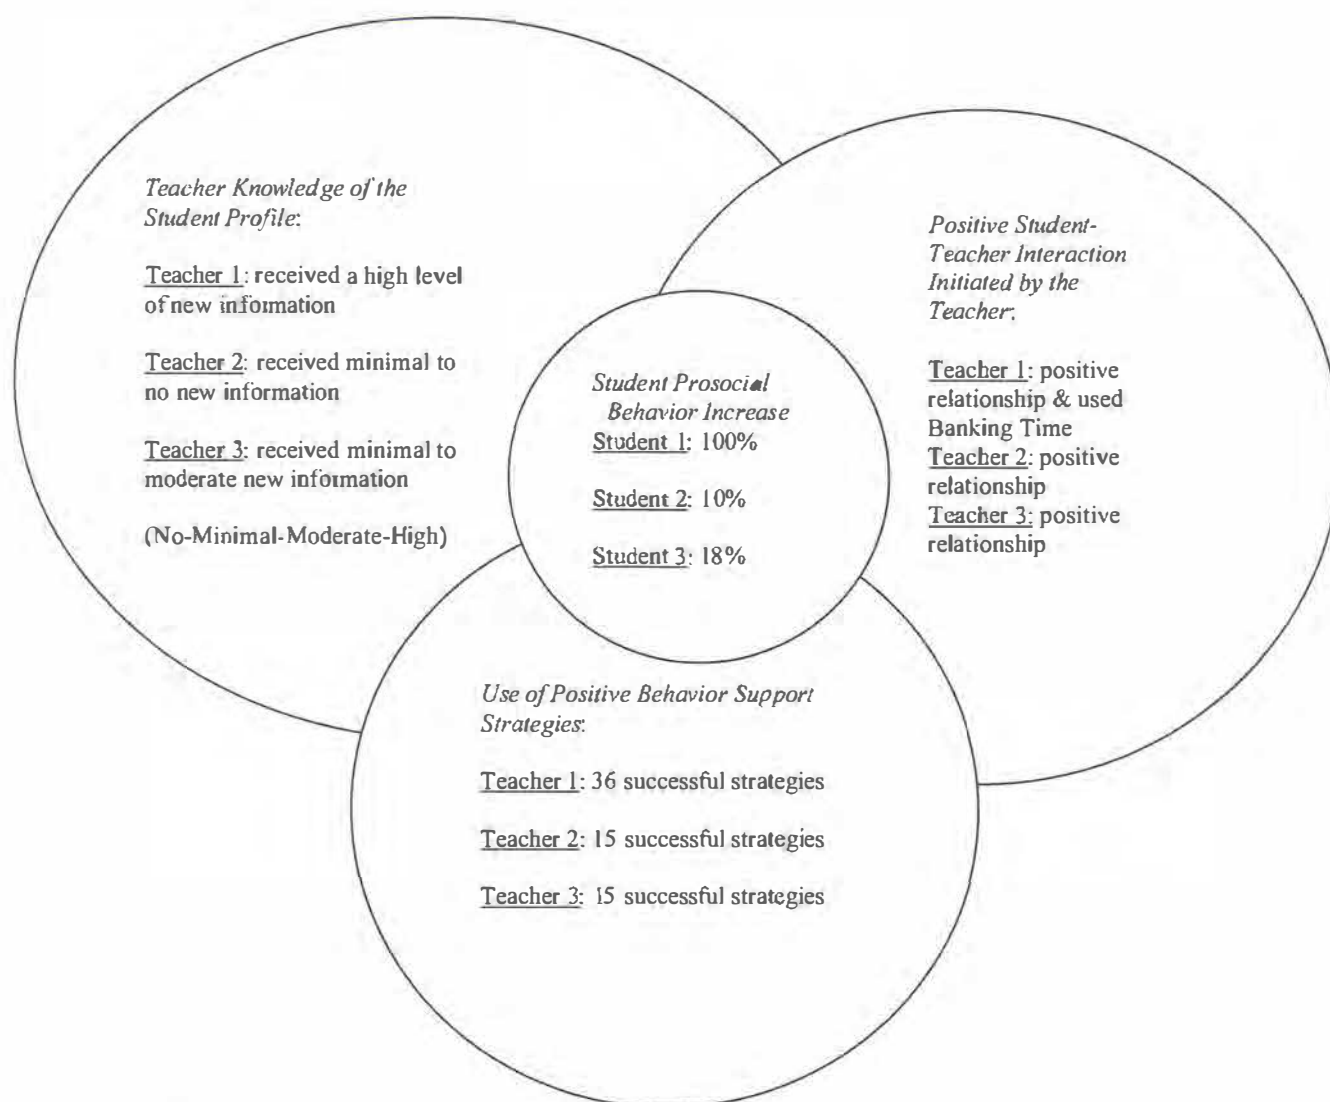 Teacher Knowledge of the
Student Profile:
Teacher 1: received a high level
of new information
Teacher 2: received minimal to
no new information
Teacher 3: received minimal to
moderate new information
(No-Minimal-Moderate-High)
Positive Student-
Teacher Interaction
Initiated by the
Teacher:
Teacher 1: positive
relationship & used
Banking Time
Teacher 2: positive
relationship
Teacher 3: positive
relationship
Student Prosocial
Behavior Increase
Student 1: 100%
Student 2: 10%
Student 3: 18%
Use of Positive Behavior Support
Strategies:
Teacher 1: 36 successful strategies
Teacher 2: 15 successful strategies
Teacher 3: 15 successful strategies